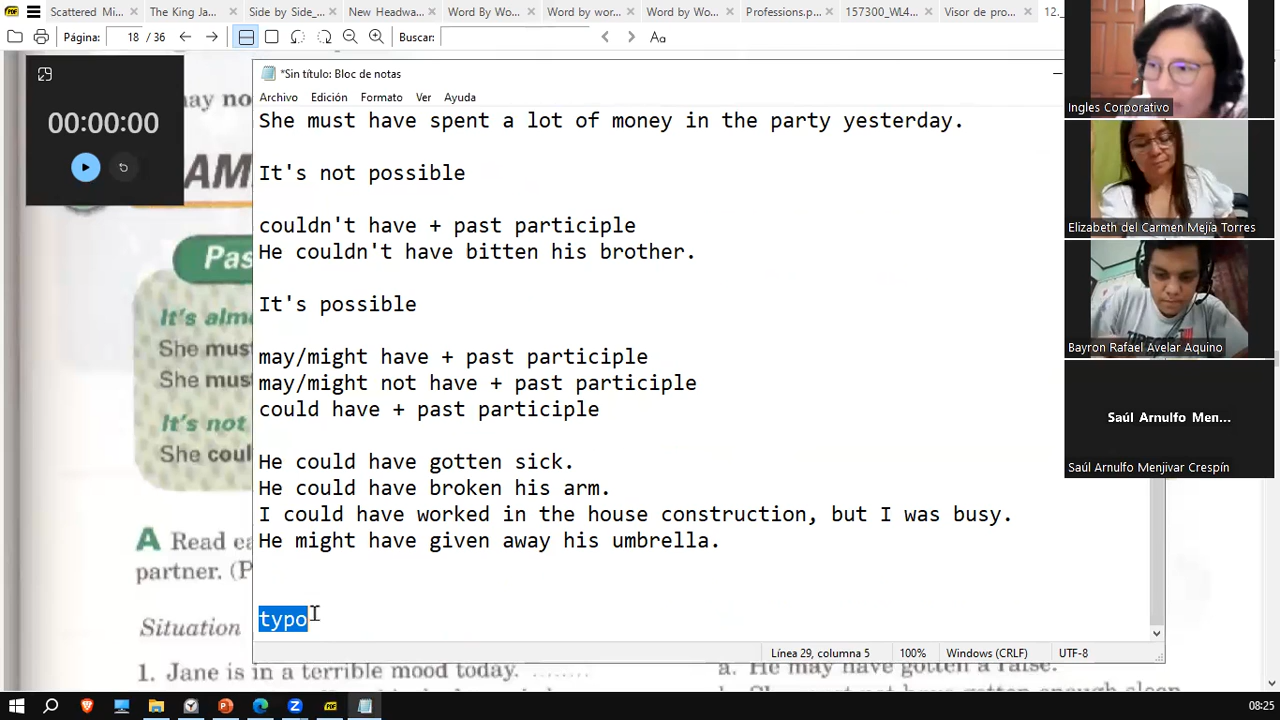 Scattered Mi...
The King Ja...
Side by Side_...
New Headwa...
Word By Wo...
Word by wor...
Word by Wo...
Professions.p...
157300_WL4...
Visor de pro...
12._
Página: 18 / 36
Buscar:
Aa
may no
00:00:00
AM
*Sin título: Bloc de notas
Archivo Edición Formato Ver Ayuda
She must have spent a lot of money in the party yesterday.
It's not possible
couldn't have + past participle
He couldn't have bitten his brother.
It's possible
may/might have + past participle
may/might not have + past participle
could have + past participle
He could have gotten sick.
He could have broken his arm.
I could have worked in the house construction, but I was busy.
He might have given away his umbrella.
typo
Línea 29, columna 5 100% Windows (CRLF) UTF-8
Pas
It's alm
She mus
She mus
It's not
She coul
A Read ea
partner. (P
Situation
1. Jane is in a terrible mood today.
a. He may have gotten a raise.
Ingles Corporativo
Elizabeth del Carmen Mejía Torres
Bayron Rafael Avelar Aquino
Saúl Arnulfo Men...
Saúl Arnulfo Menjivar Crespín
08:25